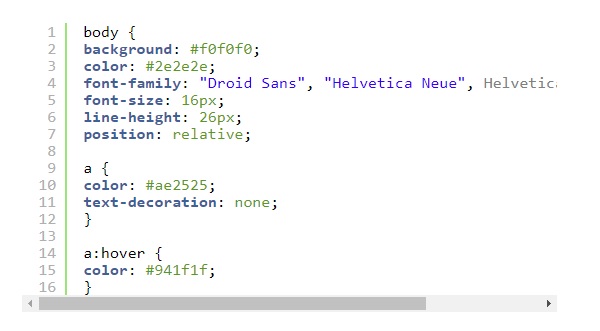 1 body {
2 background: #f0f0f0;
3 color: #2e2e2e;
4 font-family: "Droid Sans", "Helvetica Neue", Helvetic
5 font-size: 16px;
6 line-height: 26px;
7 position: relative;
8
9 a {
10 color: #ae2525;
11 text-decoration: none;
12 }
13
14 a:hover {
15 color: #941f1f;
16 }